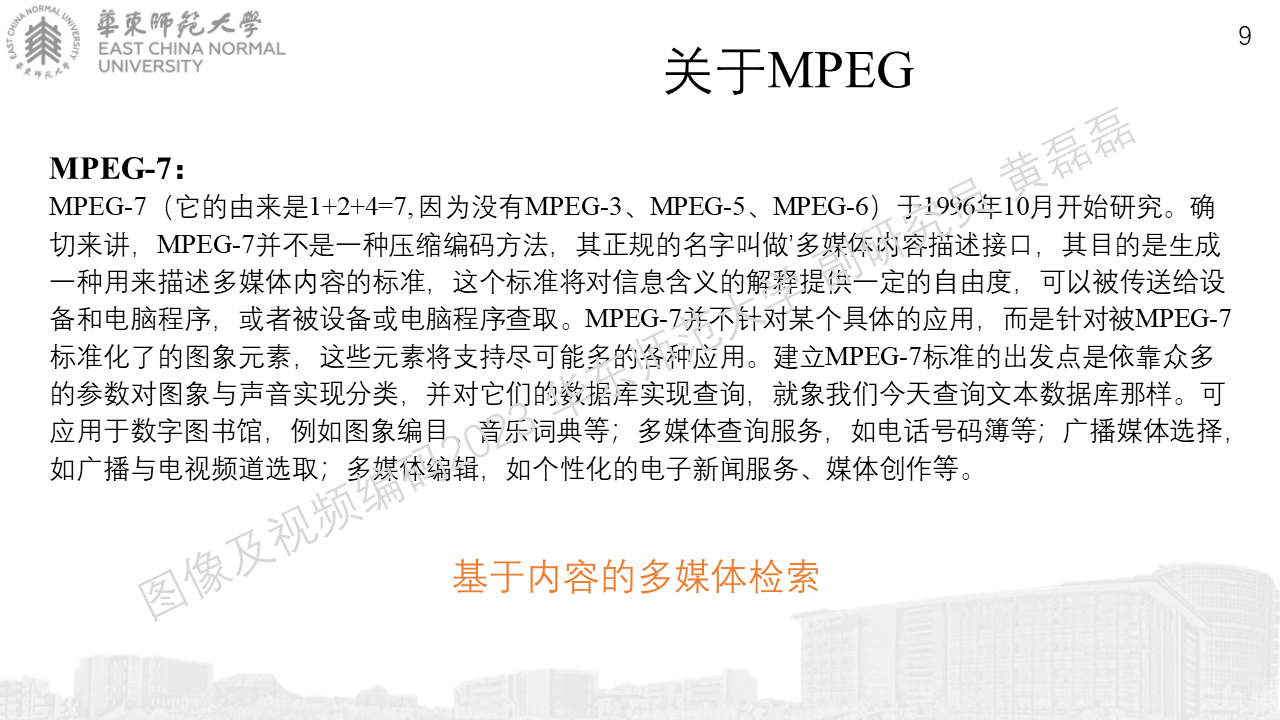 華東師範大學
EAST CHINA NORMAL
UNIVERSITY
EAST CHINA NORMAL UNIVERSITY
華東师范大学
9
关于MPEG
MPEG-7：
MPEG-7（它的由来是1+2+4=7, 因为没有MPEG-3、MPEG-5、MPEG-6）于1996年10月开始研究。确
切来讲，MPEG-7并不是一种压缩编码方法，其正规的名字叫做'多媒体内容描述接口，其目的是生成
一种用来描述多媒体内容的标准，这个标准将对信息含义的解释提供一定的自由度，可以被传送给设
备和电脑程序，或者被设备或电脑程序查取。MPEG-7并不针对某个具体的应用，而是针对被MPEG-7
标准化了的图象元素，这些元素将支持尽可能多的各种应用。建立MPEG-7标准的出发点是依靠众多
的参数对图象与声音实现分类，并对它们的数据库实现查询，就象我们今天查询文本数据库那样。可
应用于数字图书馆，例如图象编目、音乐词典等；多媒体查询服务，如电话号码簿等；广播媒体选择，
如广播与电视频道选取；多媒体编辑，如个性化的电子新闻服务、媒体创作等。
图像及视频编码2023 华东师范大学 副研究员 黄磊磊
基于内容的多媒体检索